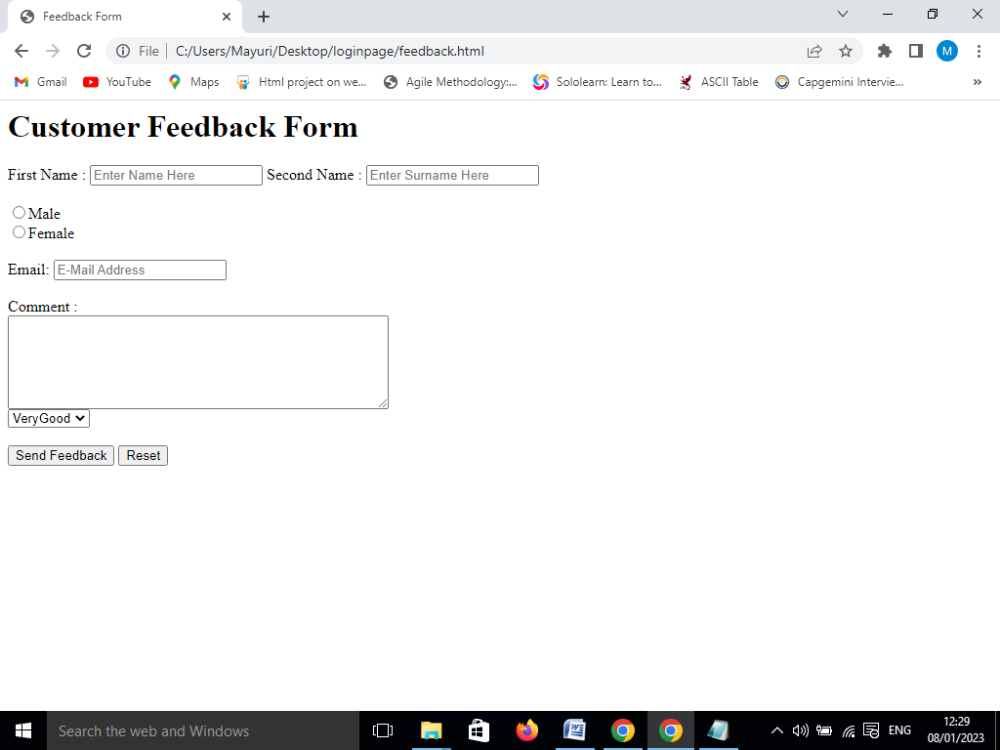 Feedback Form
File C:/Users/Mayuri/Desktop/loginpage/feedback.html M
Gmail YouTube Maps Html project on we... Agile Methodology:... Sololearn: Learn to... ASCII Table Capgemini Intervie... »
Customer Feedback Form
First Name : Enter Name Here Second Name : Enter Surname Here
Male
Female
Email: E-Mail Address
Comment :
VeryGood
Send Feedback Reset
Search the web and Windows ENG 12:29
08/01/2023